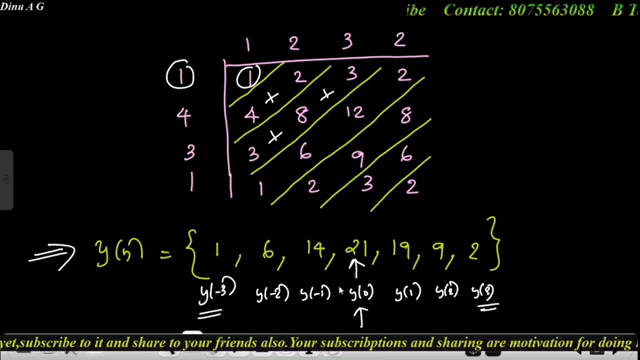 Dinu A G
ribe Contact: 8075563088 B T
1 2 3 2
1 1 2 3 2
4 4 8 12 8
3 3 6 9 6
1 1 2 3 2
⇒ y(n) = { 1 , 6 , 14 , 21 , 19 , 9 , 2 }
↑
y(-3) y(-2) y(-1) y(0) y(1) y(2) y(3)
↑
yet,subscribe to it and share to your friends also.Your subscribptions and sharing are motivation for doing